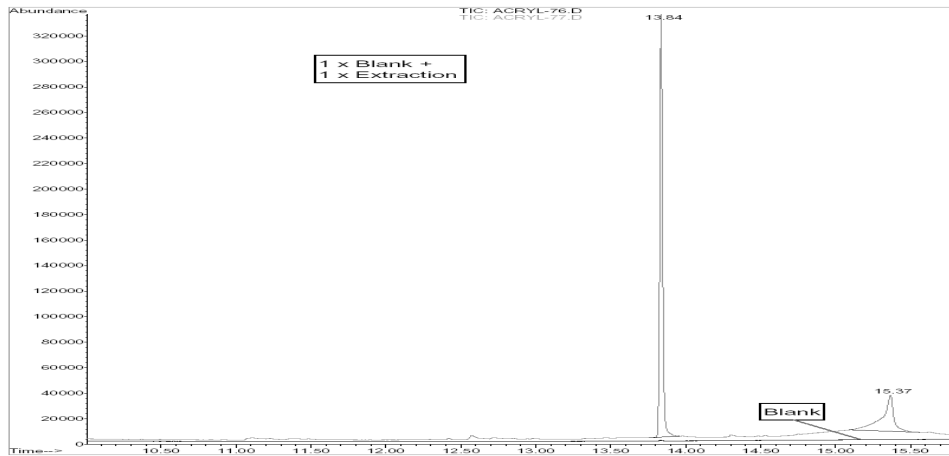 Abundance
TIC: ACRYL-76.D
TIC: ACRYL-77.D
13.84
320000
1 x Blank +
1 x Extraction
300000
280000
260000
240000
220000
200000
180000
160000
140000
120000
100000
80000
60000
40000
15.37
20000
Blank
0
Time-->
10.50 11.00 11.50 12.00 12.50 13.00 13.50 14.00 14.50 15.00 15.50